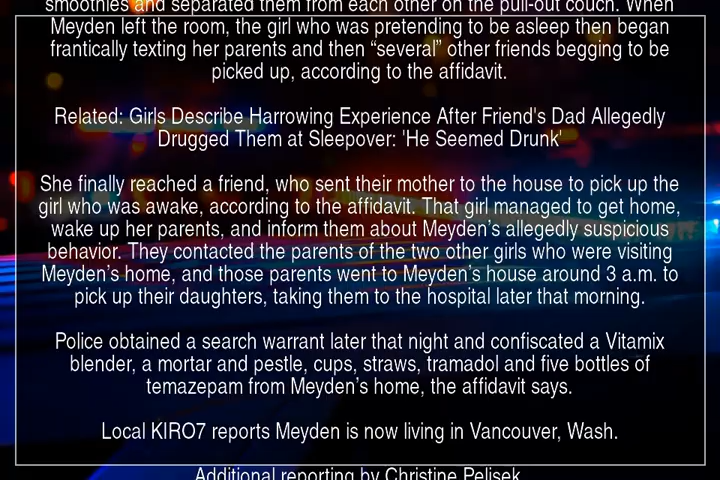 smoothies and separated them from each other on the pull-out couch. When
Meyden left the room, the girl who was pretending to be asleep then began
frantically texting her parents and then “several” other friends begging to be
picked up, according to the affidavit.
Related: Girls Describe Harrowing Experience After Friend's Dad Allegedly
Drugged Them at Sleepover: 'He Seemed Drunk'
She finally reached a friend, who sent their mother to the house to pick up the
girl who was awake, according to the affidavit. That girl managed to get home,
wake up her parents, and inform them about Meyden’s allegedly suspicious
behavior. They contacted the parents of the two other girls who were visiting
Meyden’s home, and those parents went to Meyden’s house around 3 a.m. to
pick up their daughters, taking them to the hospital later that morning.
Police obtained a search warrant later that night and confiscated a Vitamix
blender, a mortar and pestle, cups, straws, tramadol and five bottles of
temazepam from Meyden’s home, the affidavit says.
Local KIRO7 reports Meyden is now living in Vancouver, Wash.
Additional reporting by Christine Pelisek